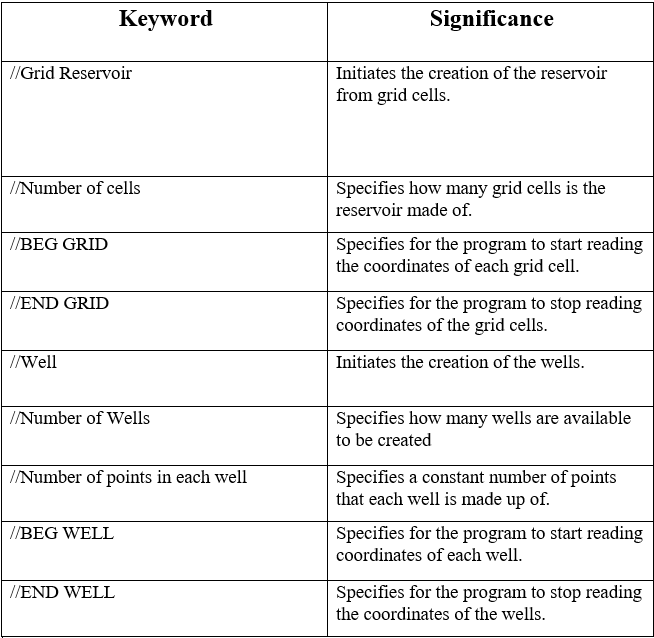 Keyword
Significance
//Grid Reservoir
Initiates the creation of the reservoir
from grid cells.
//Number of cells
Specifies how many grid cells is the
reservoir made of.
//BEG GRID
Specifies for the program to start reading
the coordinates of each grid cell.
//END GRID
Specifies for the program to stop reading
coordinates of the grid cells.
//Well
Initiates the creation of the wells.
//Number of Wells
Specifies how many wells are available
to be created
//Number of points in each well
Specifies a constant number of points
that each well is made up of.
//BEG WELL
Specifies for the program to start reading
coordinates of each well.
//END WELL
Specifies for the program to stop reading
the coordinates of the wells.